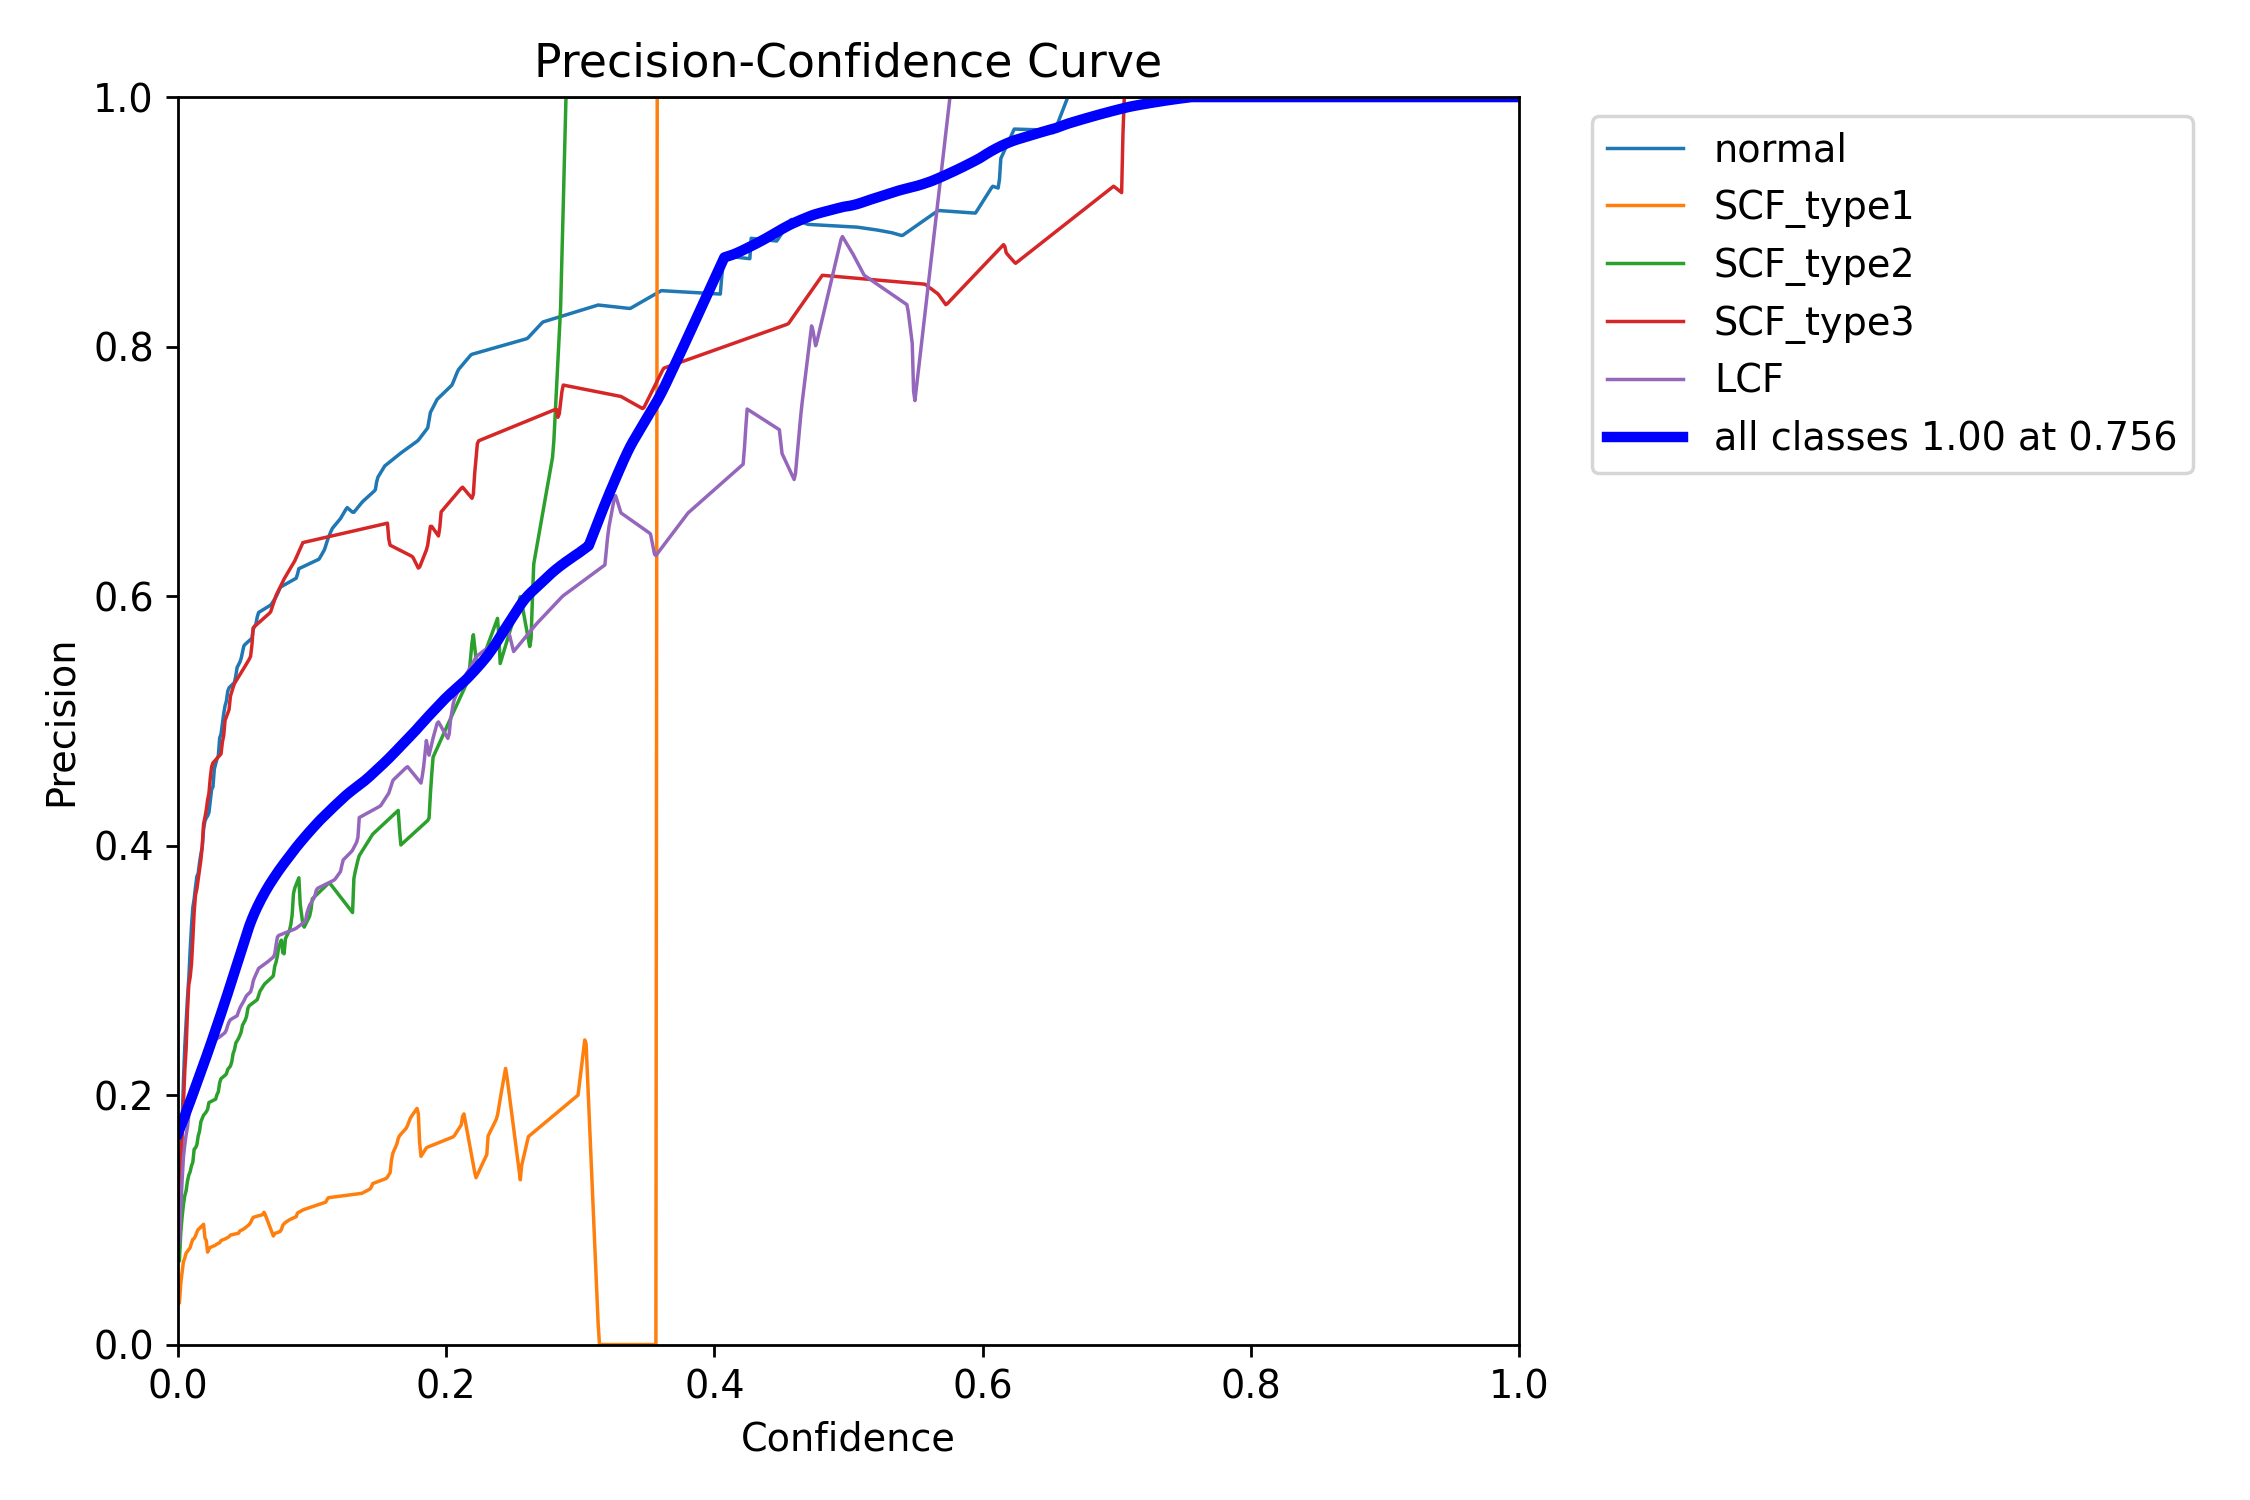 Precision-Confidence Curve
1.0
0.8
0.6
0.4
0.2
0.0
Precision
0.0 0.2 0.4 0.6 0.8 1.0
Confidence
normal
SCF_type1
SCF_type2
SCF_type3
LCF
all classes 1.00 at 0.756